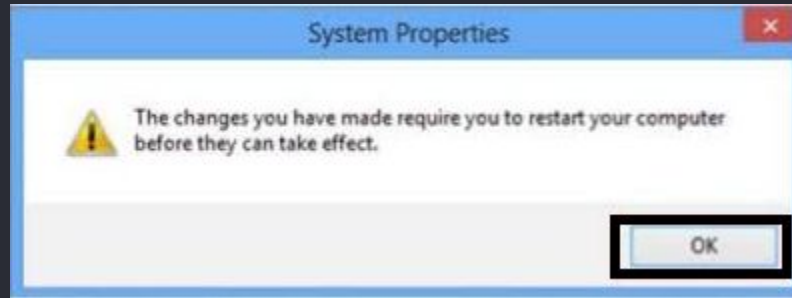 System Properties
The changes you have made require you to restart your computer
before they can take effect.
OK